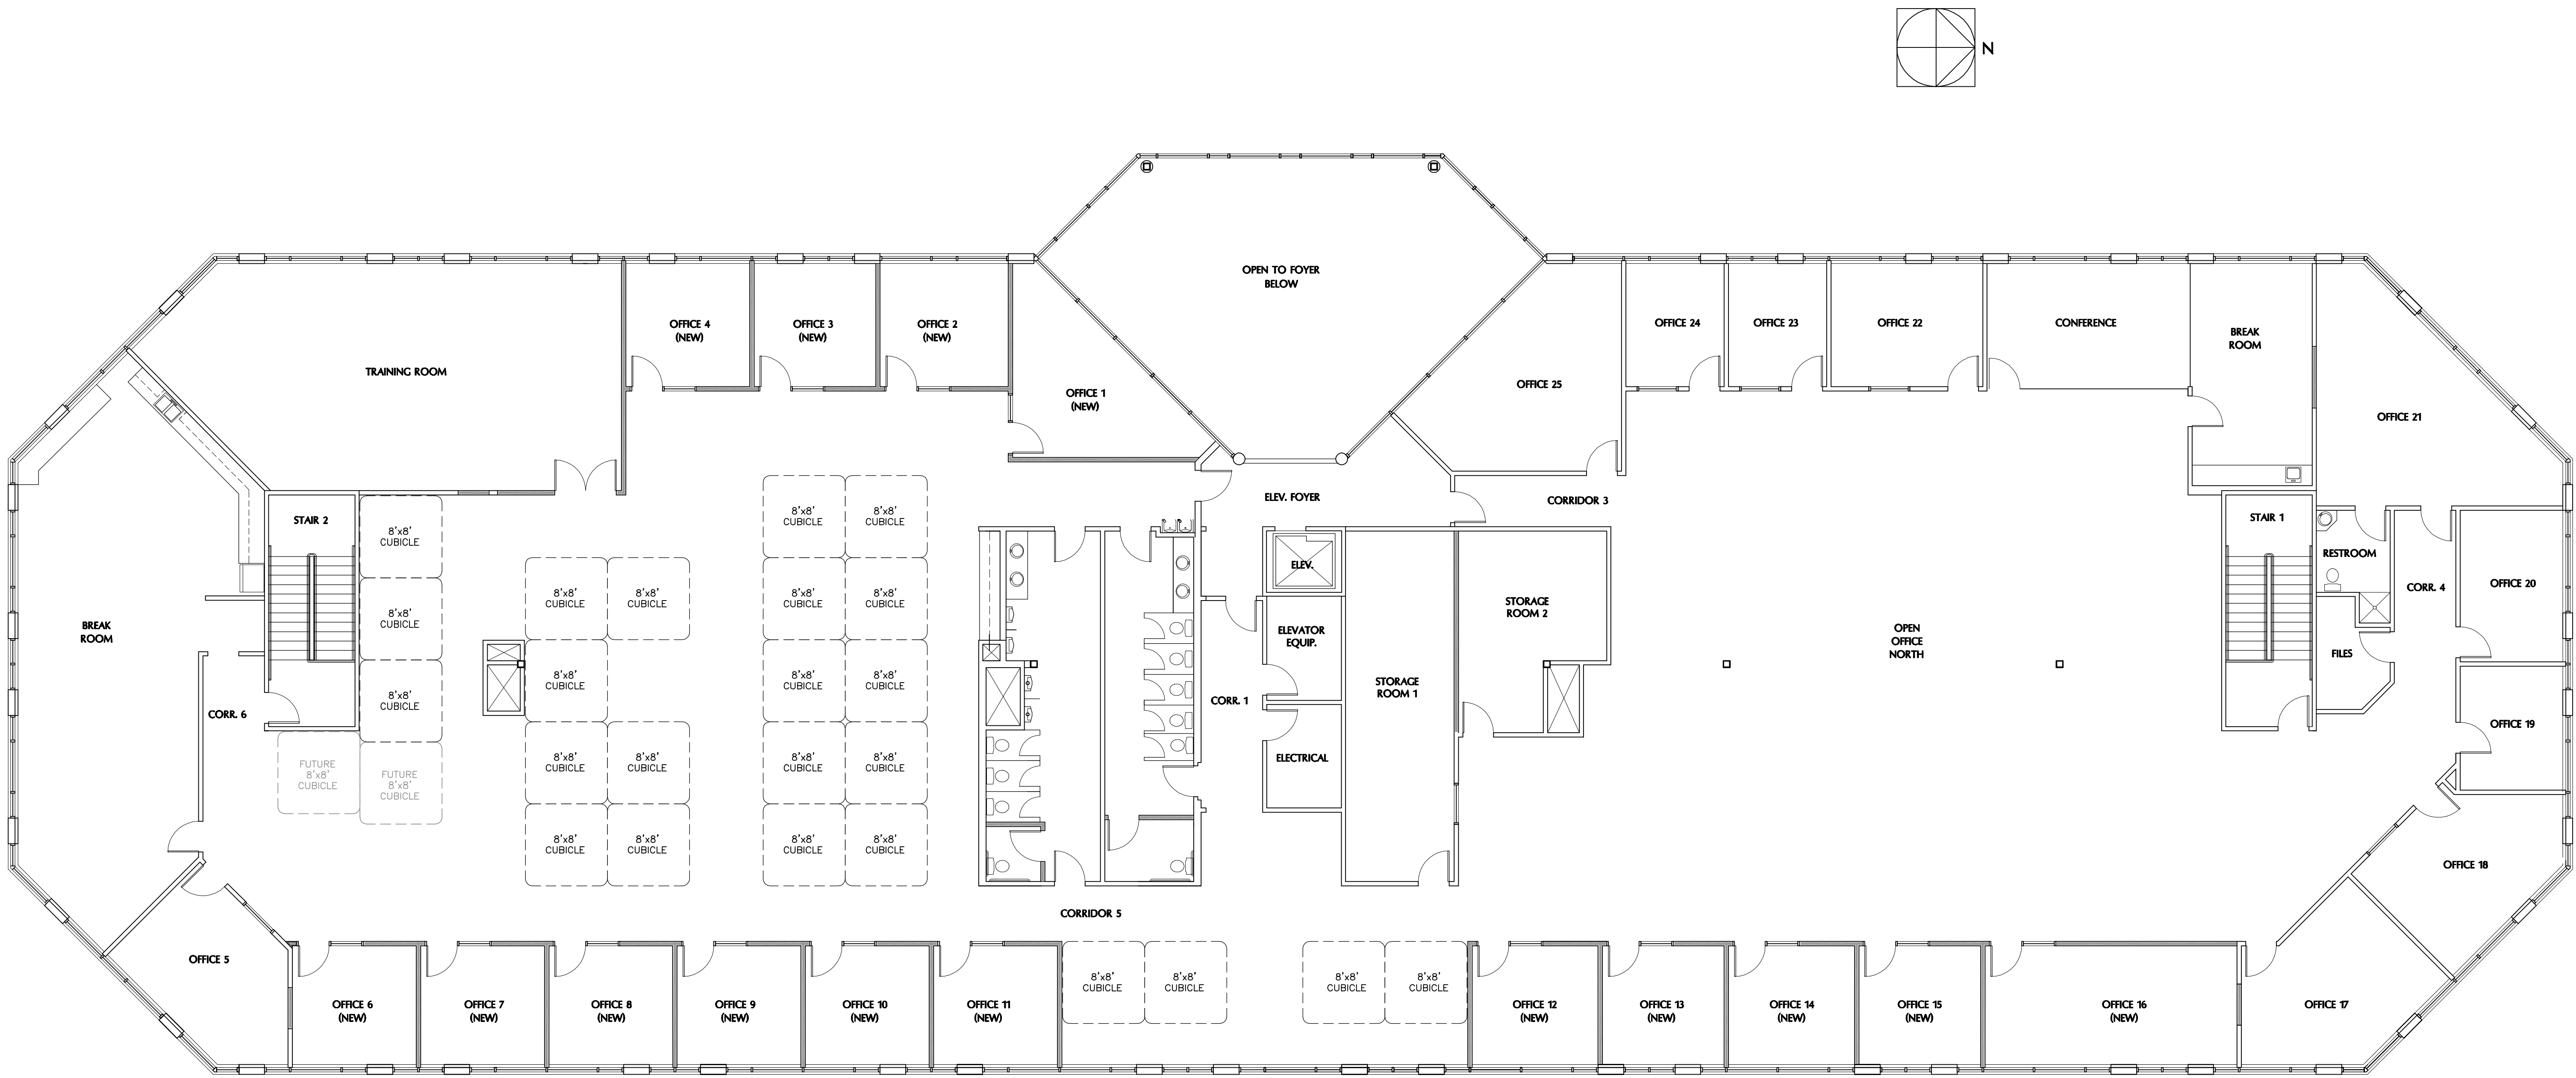 N
OPEN TO FOYER
BELOW
OFFICE 4
(NEW)
OFFICE 3
(NEW)
OFFICE 2
(NEW)
OFFICE 24
OFFICE 23
OFFICE 22
CONFERENCE
BREAK
ROOM
TRAINING ROOM
OFFICE 1
(NEW)
OFFICE 25
OFFICE 21
ELEV. FOYER
CORRIDOR 3
STAIR 2
8'x8'
CUBICLE
8'x8'
CUBICLE
8'x8'
CUBICLE
STAIR 1
RESTROOM
ELEV.
8'x8'
CUBICLE
8'x8'
CUBICLE
8'x8'
CUBICLE
8'x8'
CUBICLE
8'x8'
CUBICLE
STORAGE
ROOM 2
CORR. 4
OFFICE 20
BREAK
ROOM
ELEVATOR
EQUIP.
OPEN
OFFICE
NORTH
FILES
8'x8'
CUBICLE
8'x8'
CUBICLE
8'x8'
CUBICLE
8'x8'
CUBICLE
STORAGE
ROOM 1
CORR. 6
CORR. 1
OFFICE 19
FUTURE
8'x8'
CUBICLE
FUTURE
8'x8'
CUBICLE
8'x8'
CUBICLE
8'x8'
CUBICLE
8'x8'
CUBICLE
8'x8'
CUBICLE
ELECTRICAL
8'x8'
CUBICLE
8'x8'
CUBICLE
8'x8'
CUBICLE
8'x8'
CUBICLE
OFFICE 18
CORRIDOR 5
OFFICE 5
8'x8'
CUBICLE
8'x8'
CUBICLE
8'x8'
CUBICLE
8'x8'
CUBICLE
OFFICE 6
(NEW)
OFFICE 7
(NEW)
OFFICE 8
(NEW)
OFFICE 9
(NEW)
OFFICE 10
(NEW)
OFFICE 11
(NEW)
OFFICE 12
(NEW)
OFFICE 13
(NEW)
OFFICE 14
(NEW)
OFFICE 15
(NEW)
OFFICE 16
(NEW)
OFFICE 17